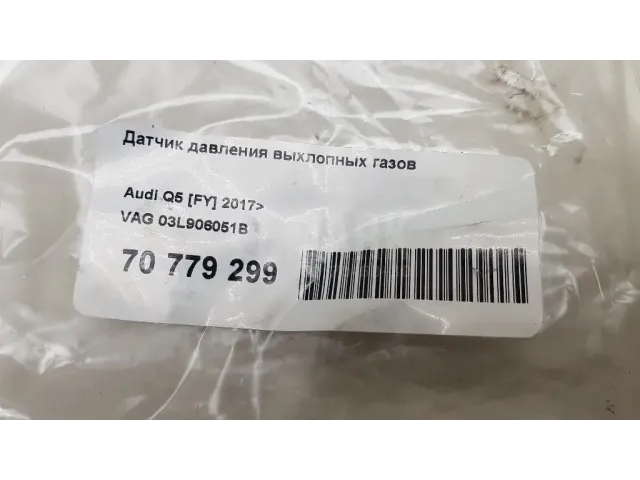 Датчик давления выхлопных газов
Audi Q5 [FY] 2017>
VAG 03L906051B
70 779 299